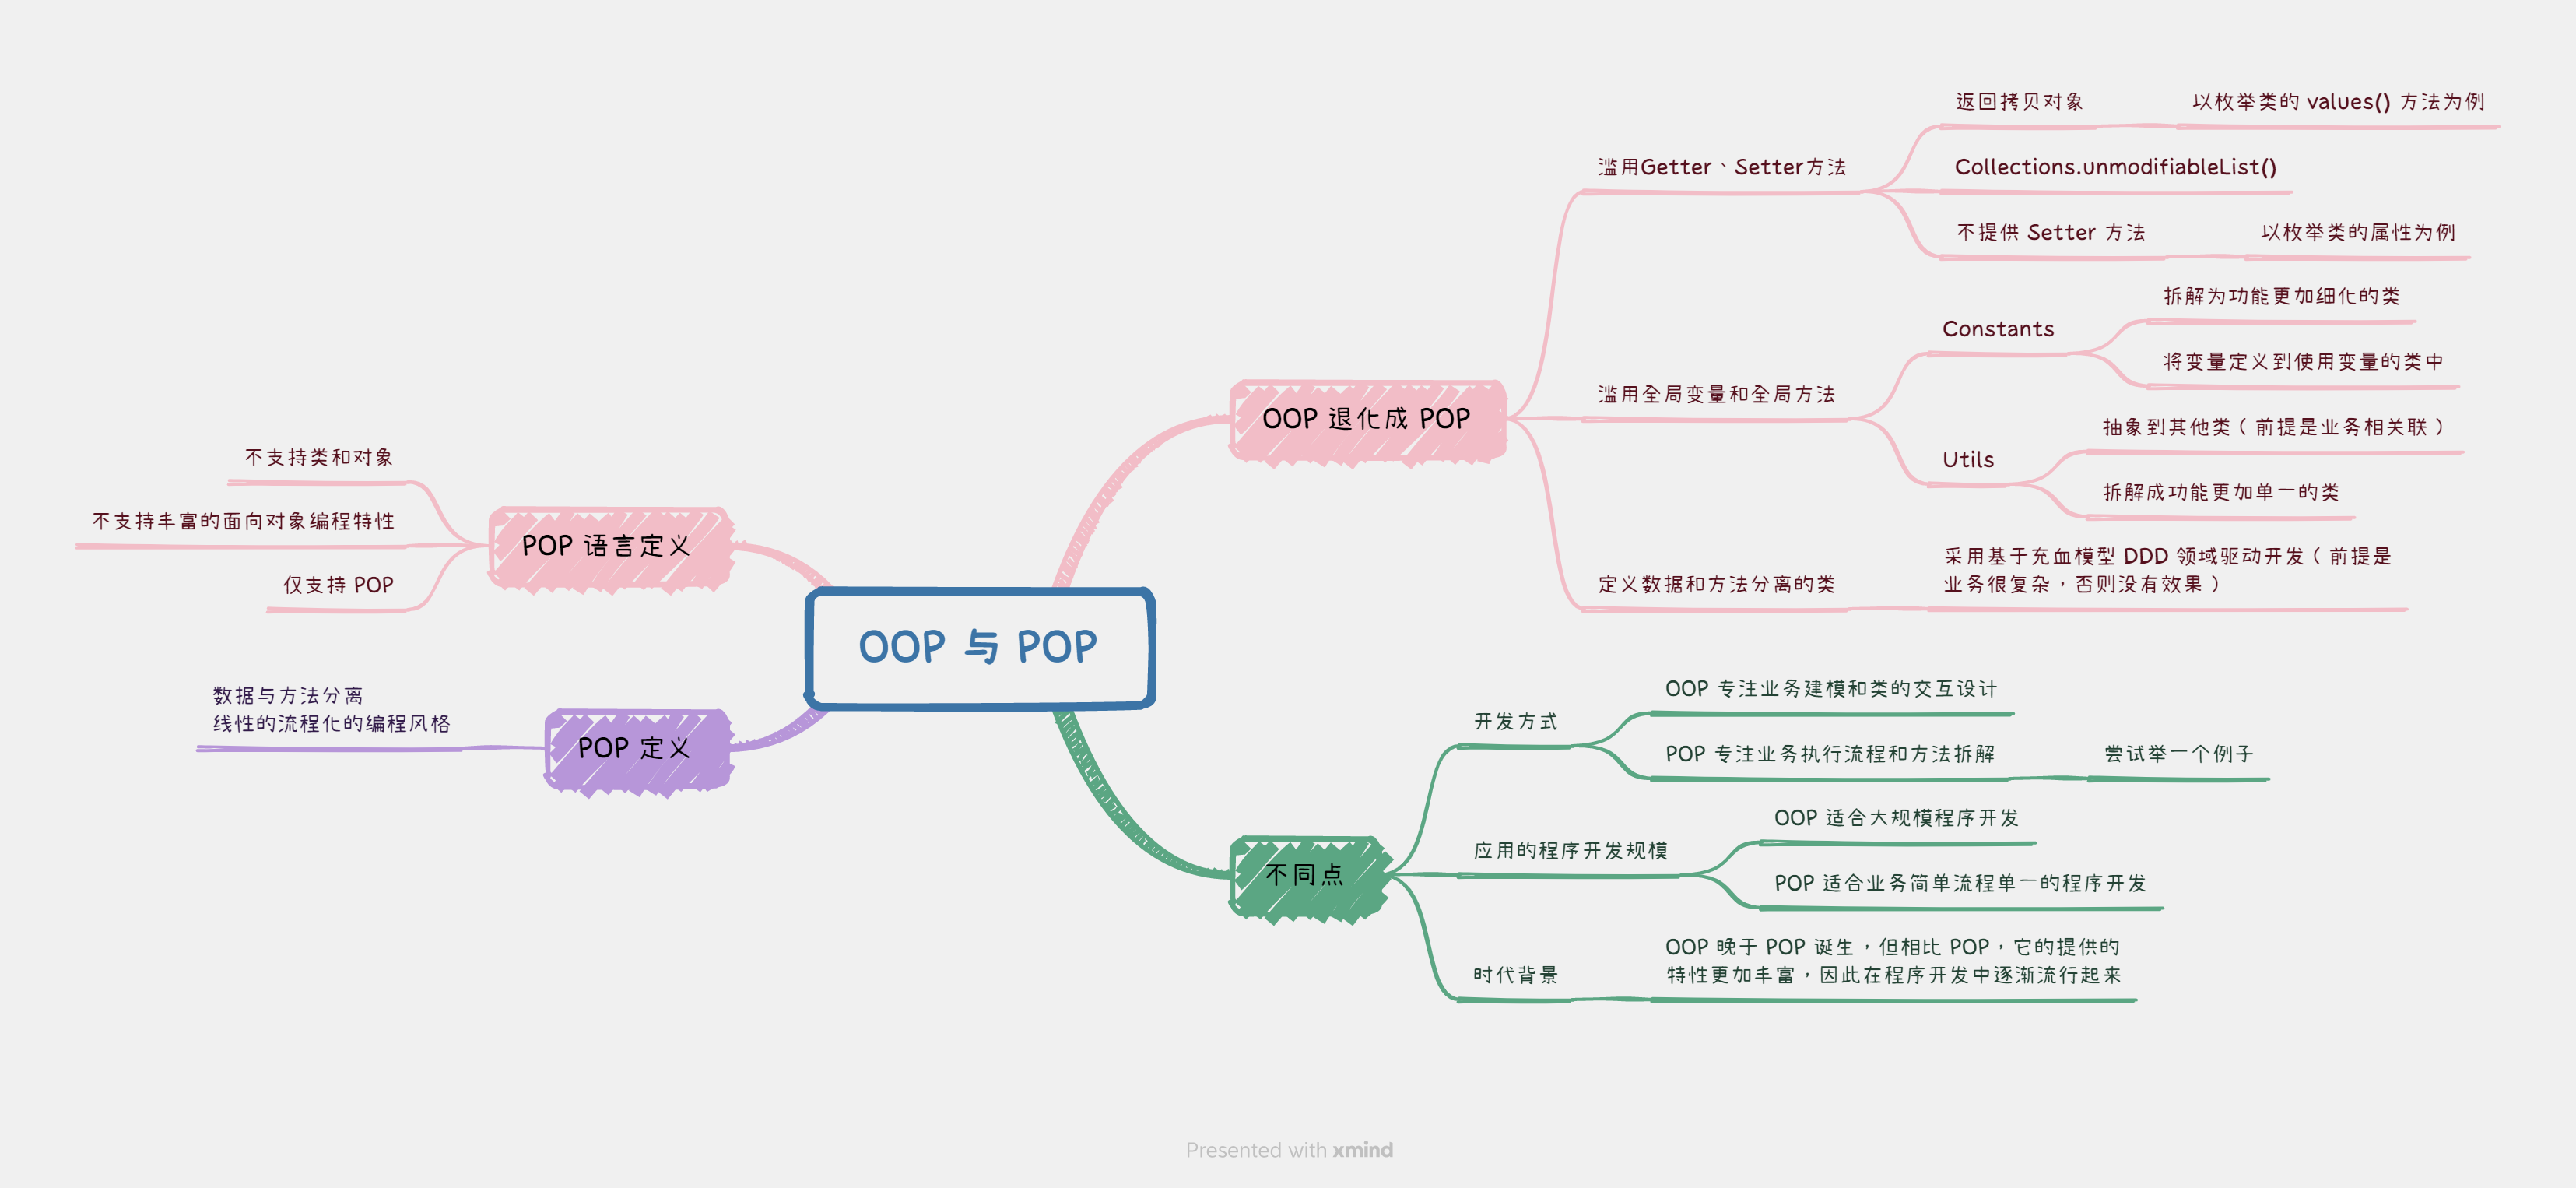 OOP 与 POP
OOP 退化成 POP
滥用Getter、Setter方法
返回拷贝对象
以枚举类的 values() 方法为例
Collections.unmodifiableList()
不提供 Setter 方法
以枚举类的属性为例
滥用全局变量和全局方法
Constants
拆解为功能更加细化的类
将变量定义到使用变量的类中
Utils
抽象到其他类（前提是业务相关联）
拆解成功能更加单一的类
定义数据和方法分离的类
采用基于充血模型 DDD 领域驱动开发（前提是
业务很复杂，否则没有效果）
不同点
开发方式
OOP 专注业务建模和类的交互设计
POP 专注业务执行流程和方法拆解
尝试举一个例子
应用的程序开发规模
OOP 适合大规模程序开发
POP 适合业务简单流程单一的程序开发
时代背景
OOP 晚于 POP 诞生，但相比 POP，它的提供的
特性更加丰富，因此在程序开发中逐渐流行起来
POP 语言定义
不支持类和对象
不支持丰富的面向对象编程特性
仅支持 POP
POP 定义
数据与方法分离
线性的流程化的编程风格
Presented with xmind